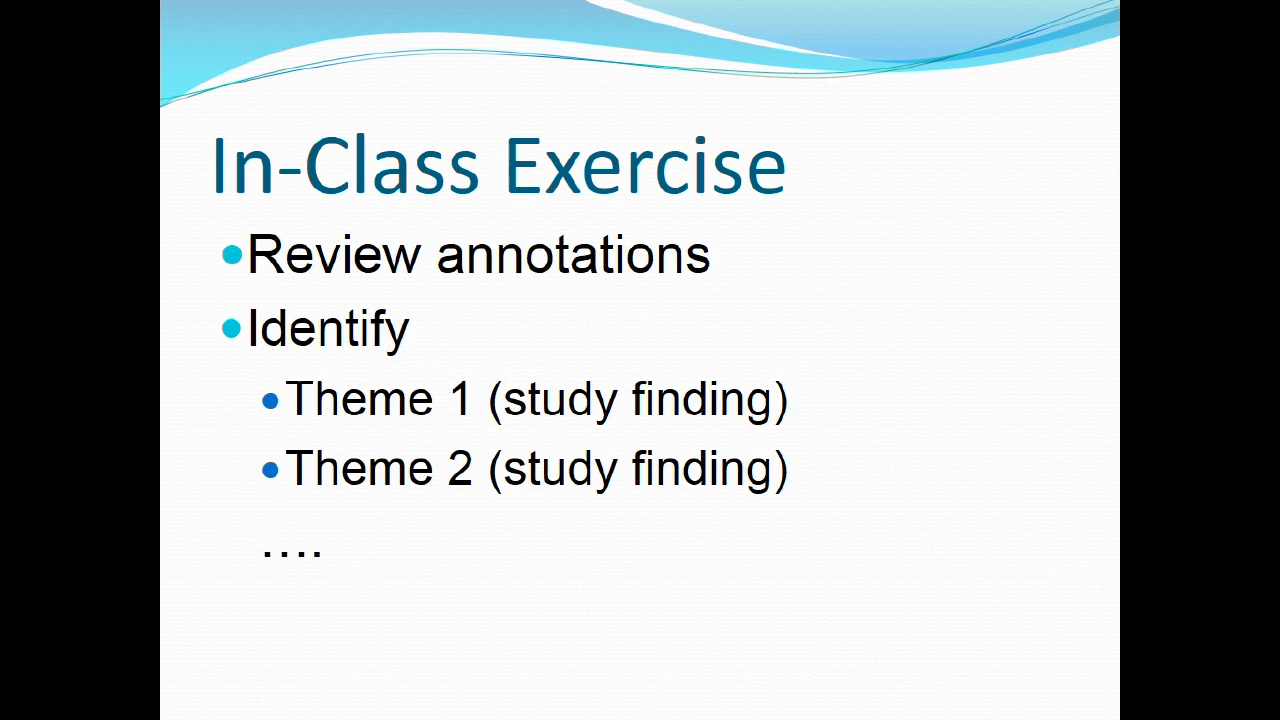 In-Class Exercise
•Review annotations
•Identify
•Theme 1 (study finding)
•Theme 2 (study finding)
….